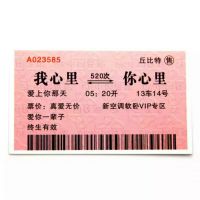 A023585 丘比特 售
我心里 520次 你心里
爱上你那天 05：20开 13车14号
票价：真爱无价 新空调软卧VIP专区
爱你一辈子
终生有效